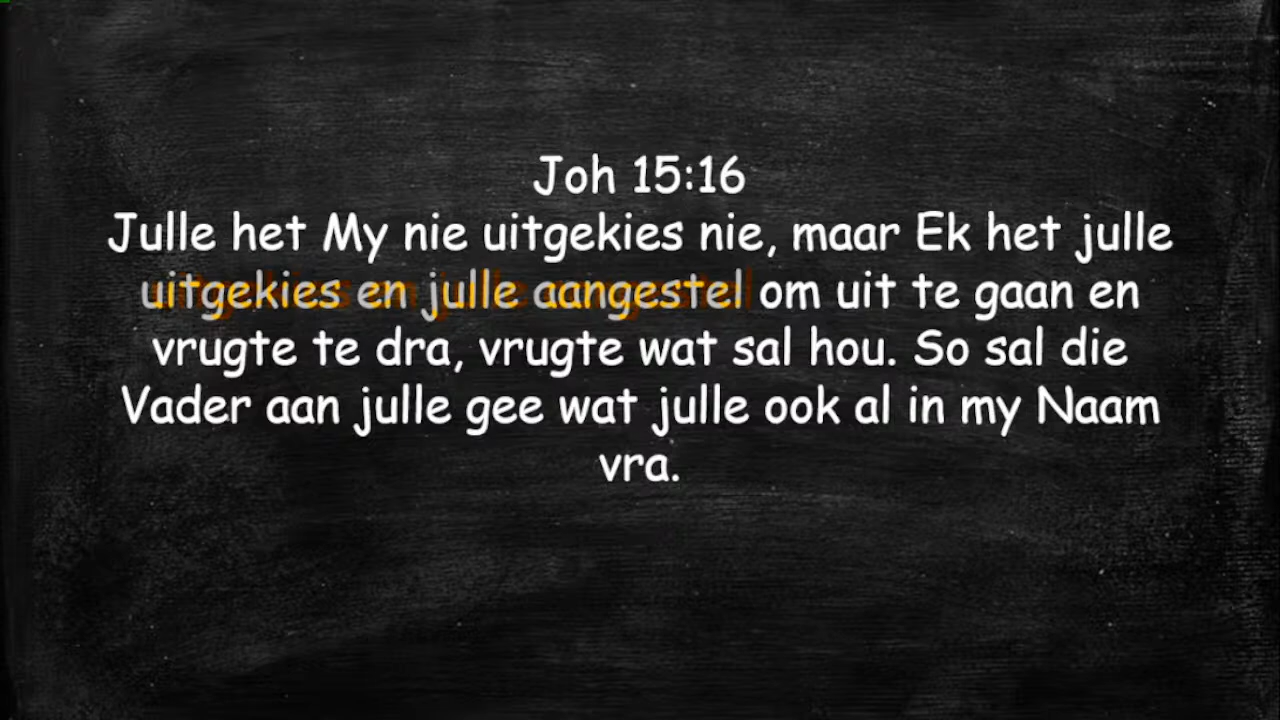 Joh 15:16
Julle het My nie uitgekies nie, maar Ek het julle
uitgekies en julle aangestel om uit te gaan en
vrugte te dra, vrugte wat sal hou. So sal die
Vader aan julle gee wat julle ook al in my Naam
vra.